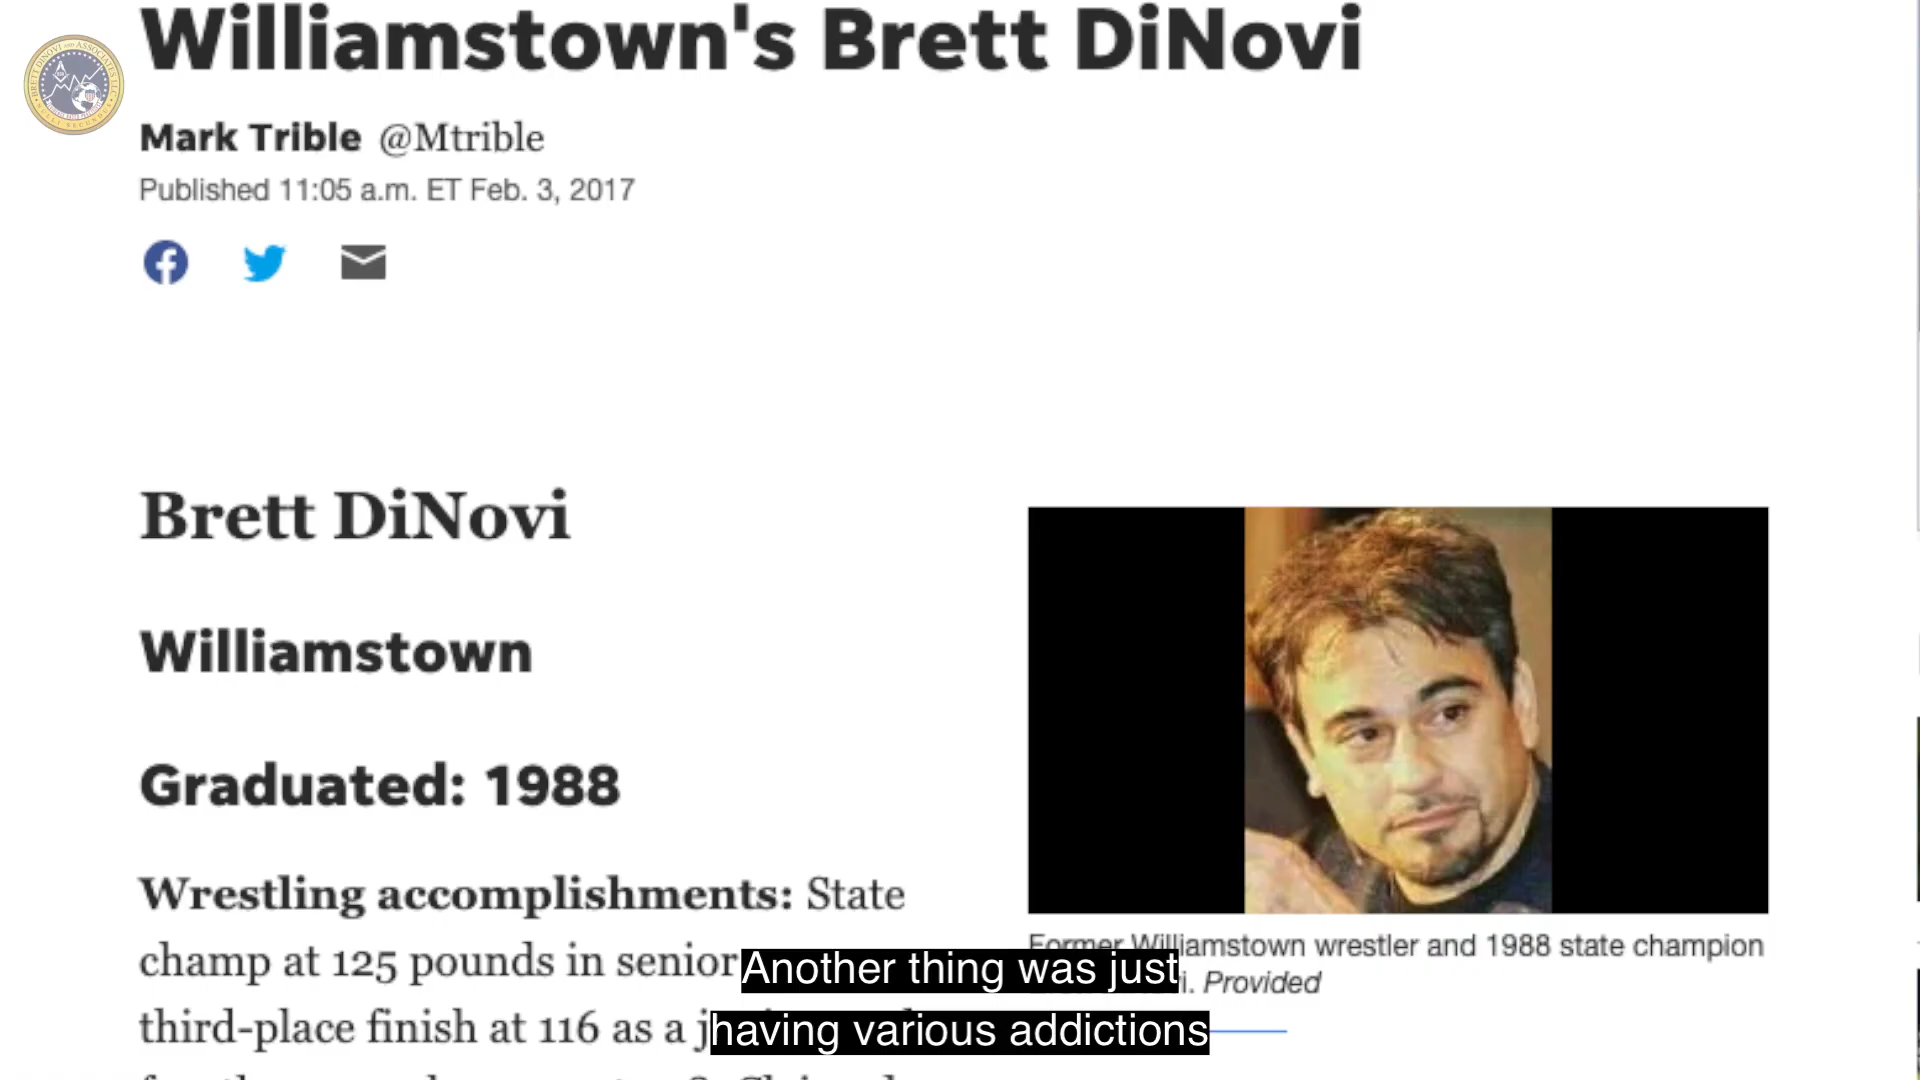 Williamstown's Brett DiNovi
Mark Trible @Mtrible
Published 11:05 a.m. ET Feb. 3, 2017
Brett DiNovi
Williamstown
Graduated: 1988
Wrestling accomplishments: State
champ at 125 pounds in senior
third-place finish at 116 as a
Former Williamstown wrestler and 1988 state champion
Provided
Another thing was just
having various addictions